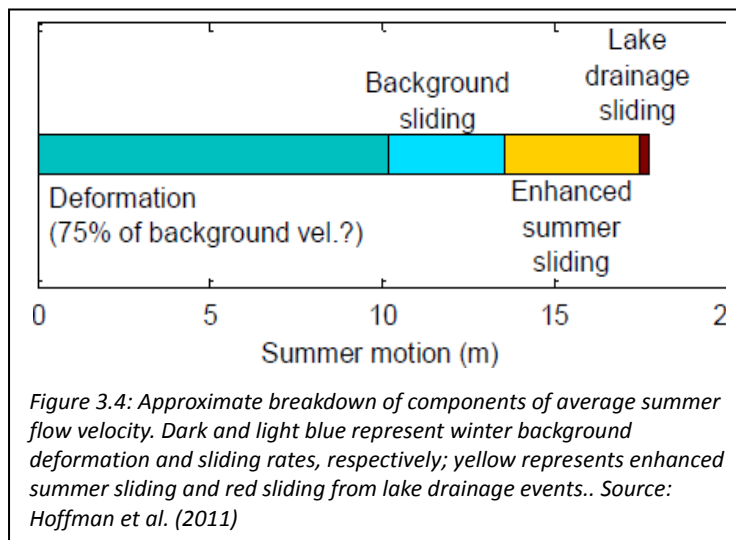 Lake
drainage
sliding
Background
sliding
Deformation
(75% of background vel.?)
Enhanced
summer
sliding
0 5 10 15 2
Summer motion (m)
Figure 3.4: Approximate breakdown of components of average summer
flow velocity. Dark and light blue represent winter background
deformation and sliding rates, respectively; yellow represents enhanced
summer sliding and red sliding from lake drainage events.. Source:
Hoffman et al. (2011)